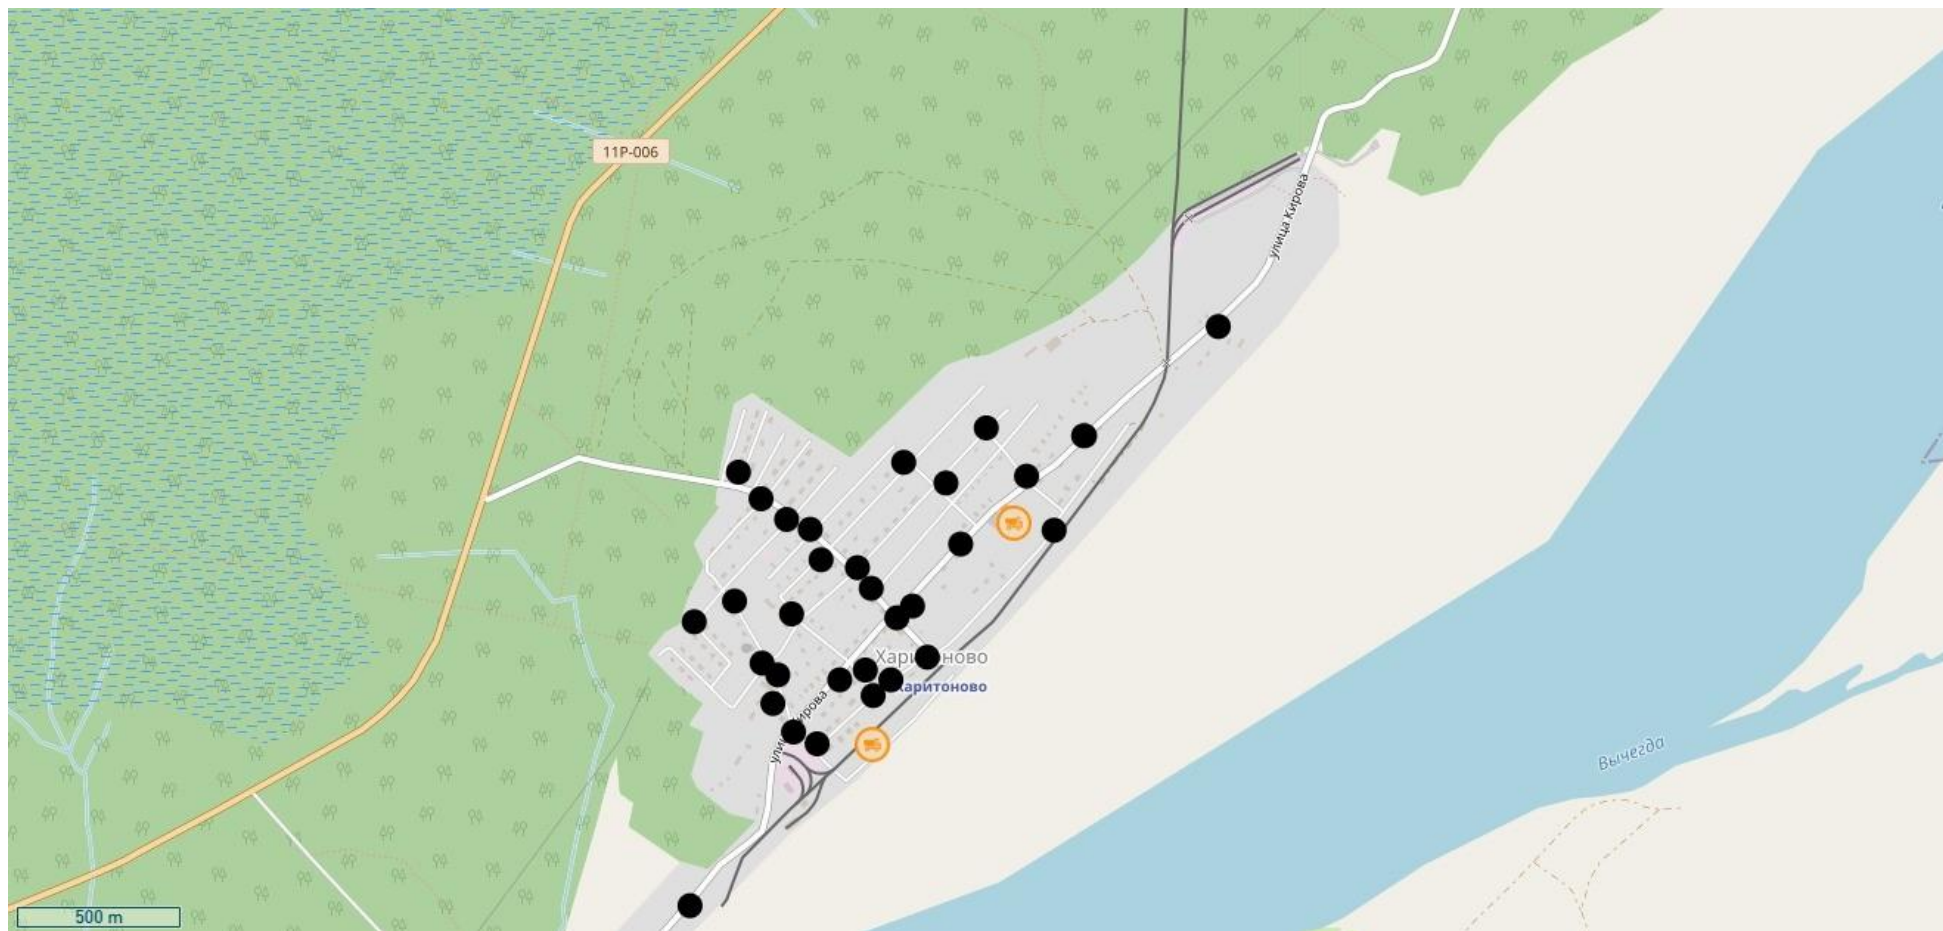 11Р-006
улица Кирова
Харитоново
Харитоново
улица Кирова
Вычегда
500 m